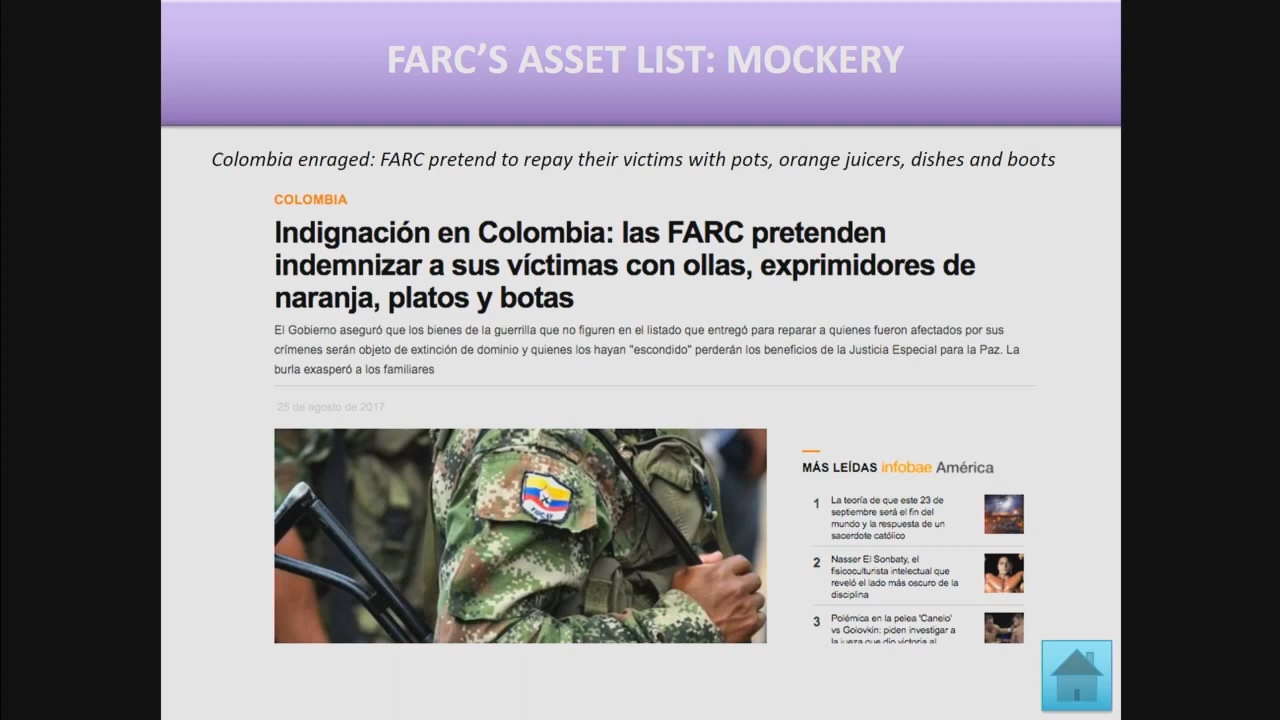 FARC'S ASSET LIST: MOCKERY
Colombia enraged: FARC pretend to repay their victims with pots, orange juicers, dishes and boots
COLOMBIA
Indignación en Colombia: las FARC pretenden
indemnizar a sus víctimas con ollas, exprimidores de
naranja, platos y botas
El Gobierno aseguró que los bienes de la guerrilla que no figuren en el listado que entregó para reparar a quienes fueron afectados por sus
crímenes serán objeto de extinción de dominio y quienes los hayan "escondido" perderán los beneficios de la Justicia Especial para la Paz. La
burla exasperó a los familiares
25 de agosto de 2017
MÁS LEÍDAS infobae América
1 La teoría de que este 23 de
septiembre será el fin del
mundo y la respuesta de un
sacerdote católico
2 Nasser El Sonbaty, el
fisicoculturista intelectual que
reveló el lado más oscuro de la
disciplina
3 Polémica en la pelea 'Canelo'
vs Golovkin: piden investigar a
la jueza que dio victoria al